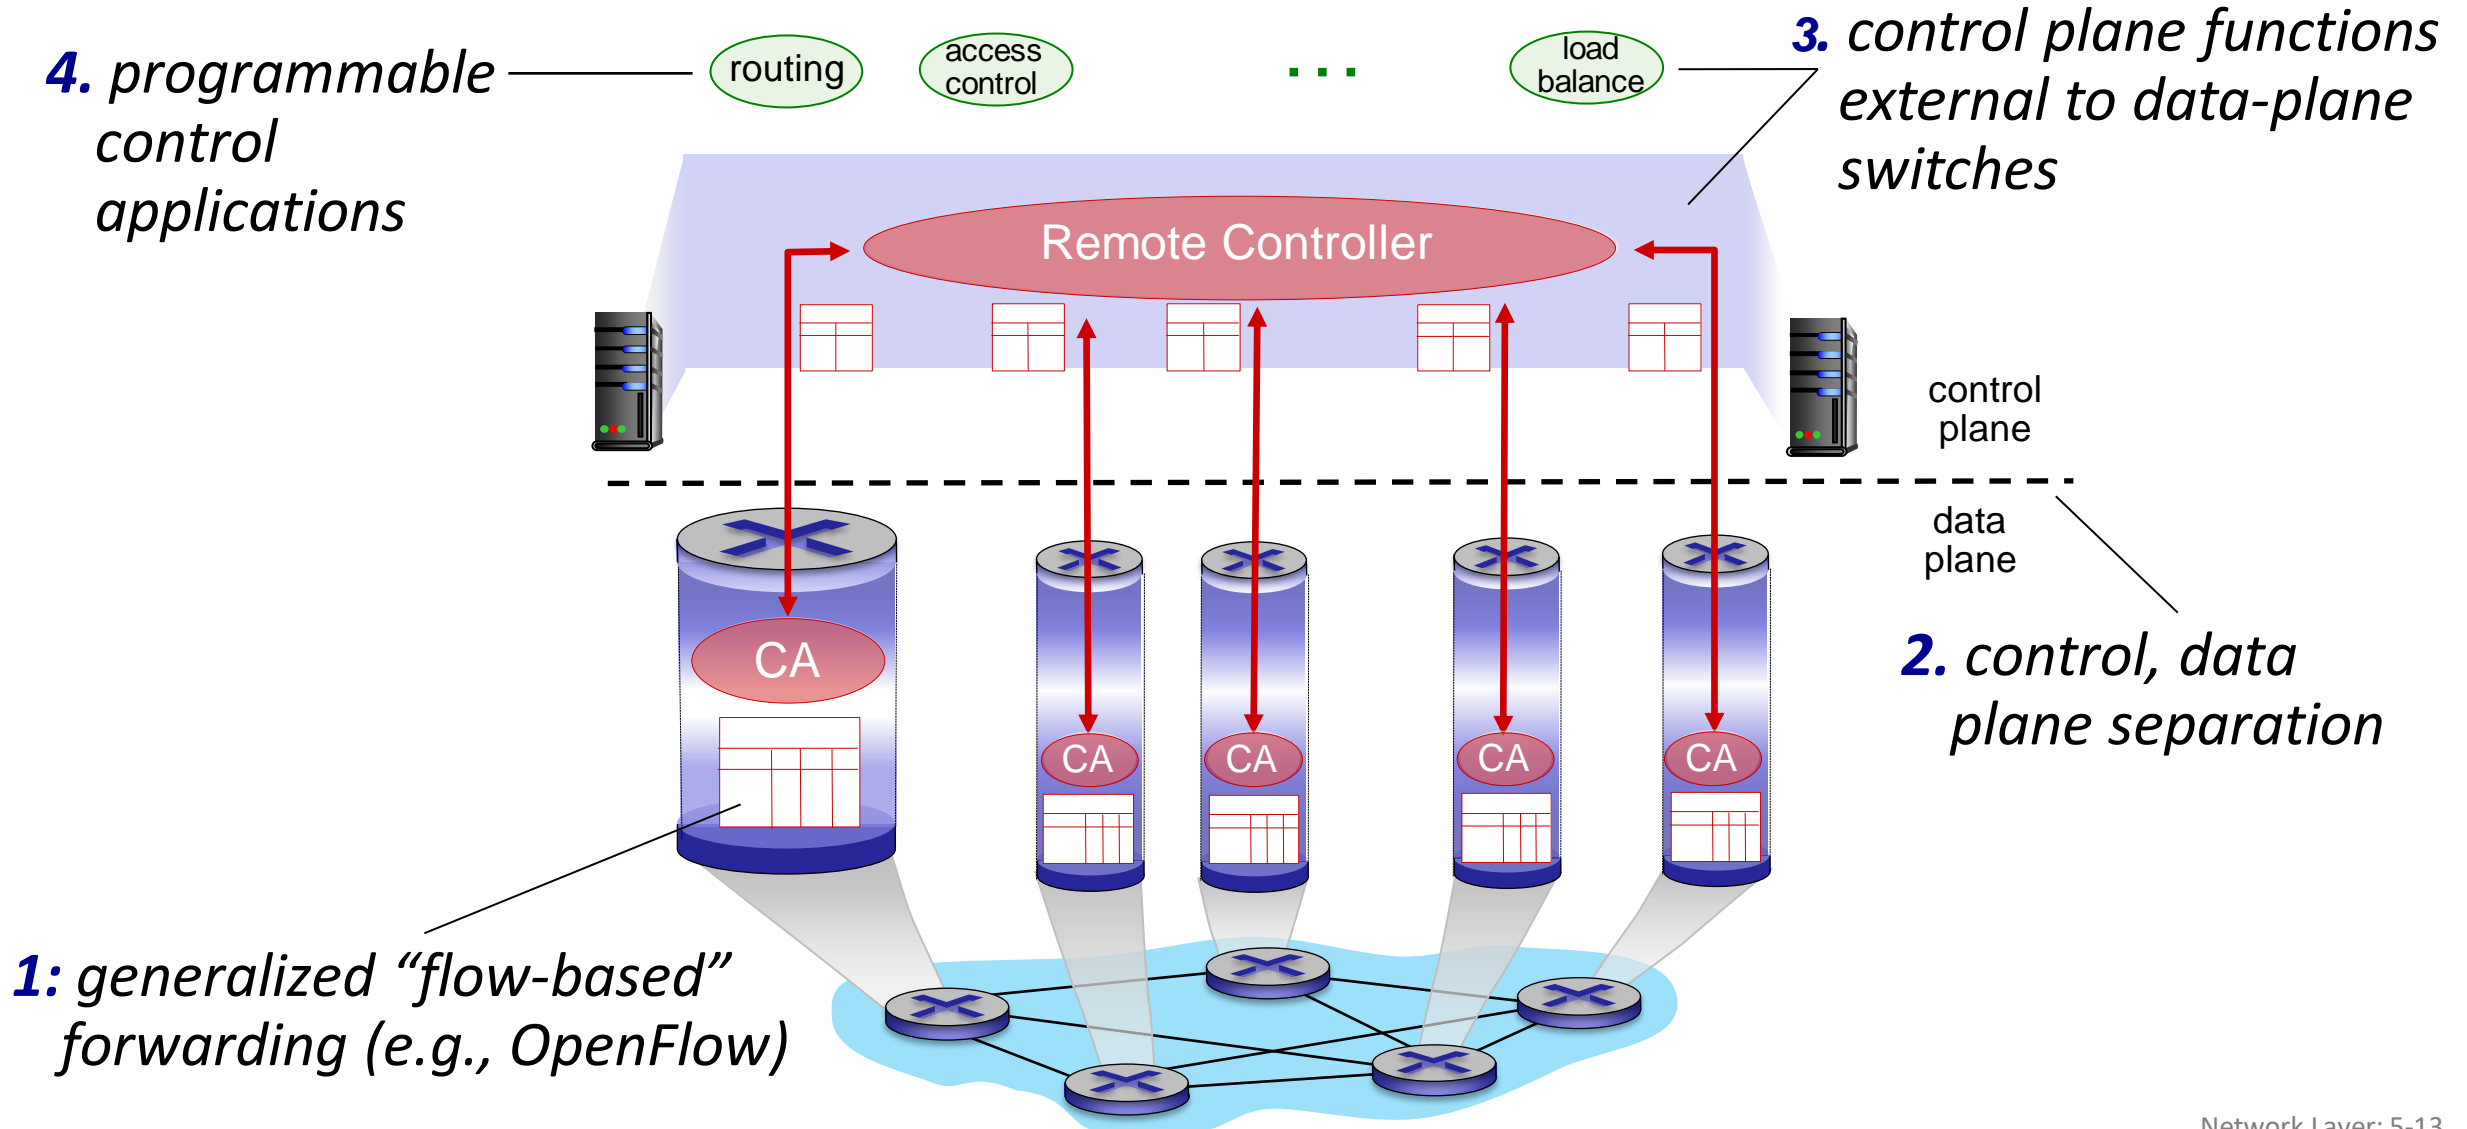 4. programmable
control
applications
routing
access
control
...
load
balance
3. control plane functions
external to data-plane
switches
Remote Controller
control
plane
data
plane
CA
CA
CA
CA
CA
2. control, data
plane separation
1: generalized “flow-based”
forwarding (e.g., OpenFlow)
Network Layer: 5-13